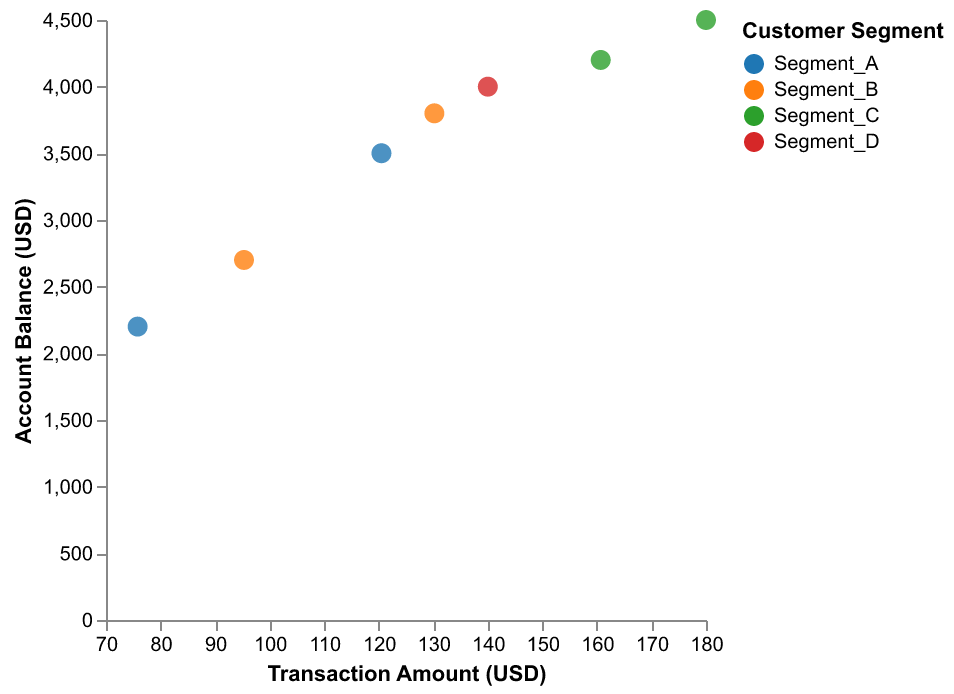 4,500
4,000
3,500
3,000
2,500
2,000
1,500
1,000
500
0
Account Balance (USD)
70 80 90 100 110 120 130 140 150 160 170 180
Transaction Amount (USD)
Customer Segment
Segment_A
Segment_B
Segment_C
Segment_D